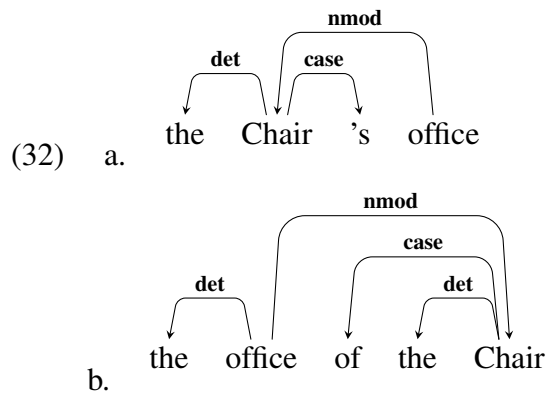 nmod
det case
(32) a. the Chair 's office
nmod
case
det det
b. the office of the Chair